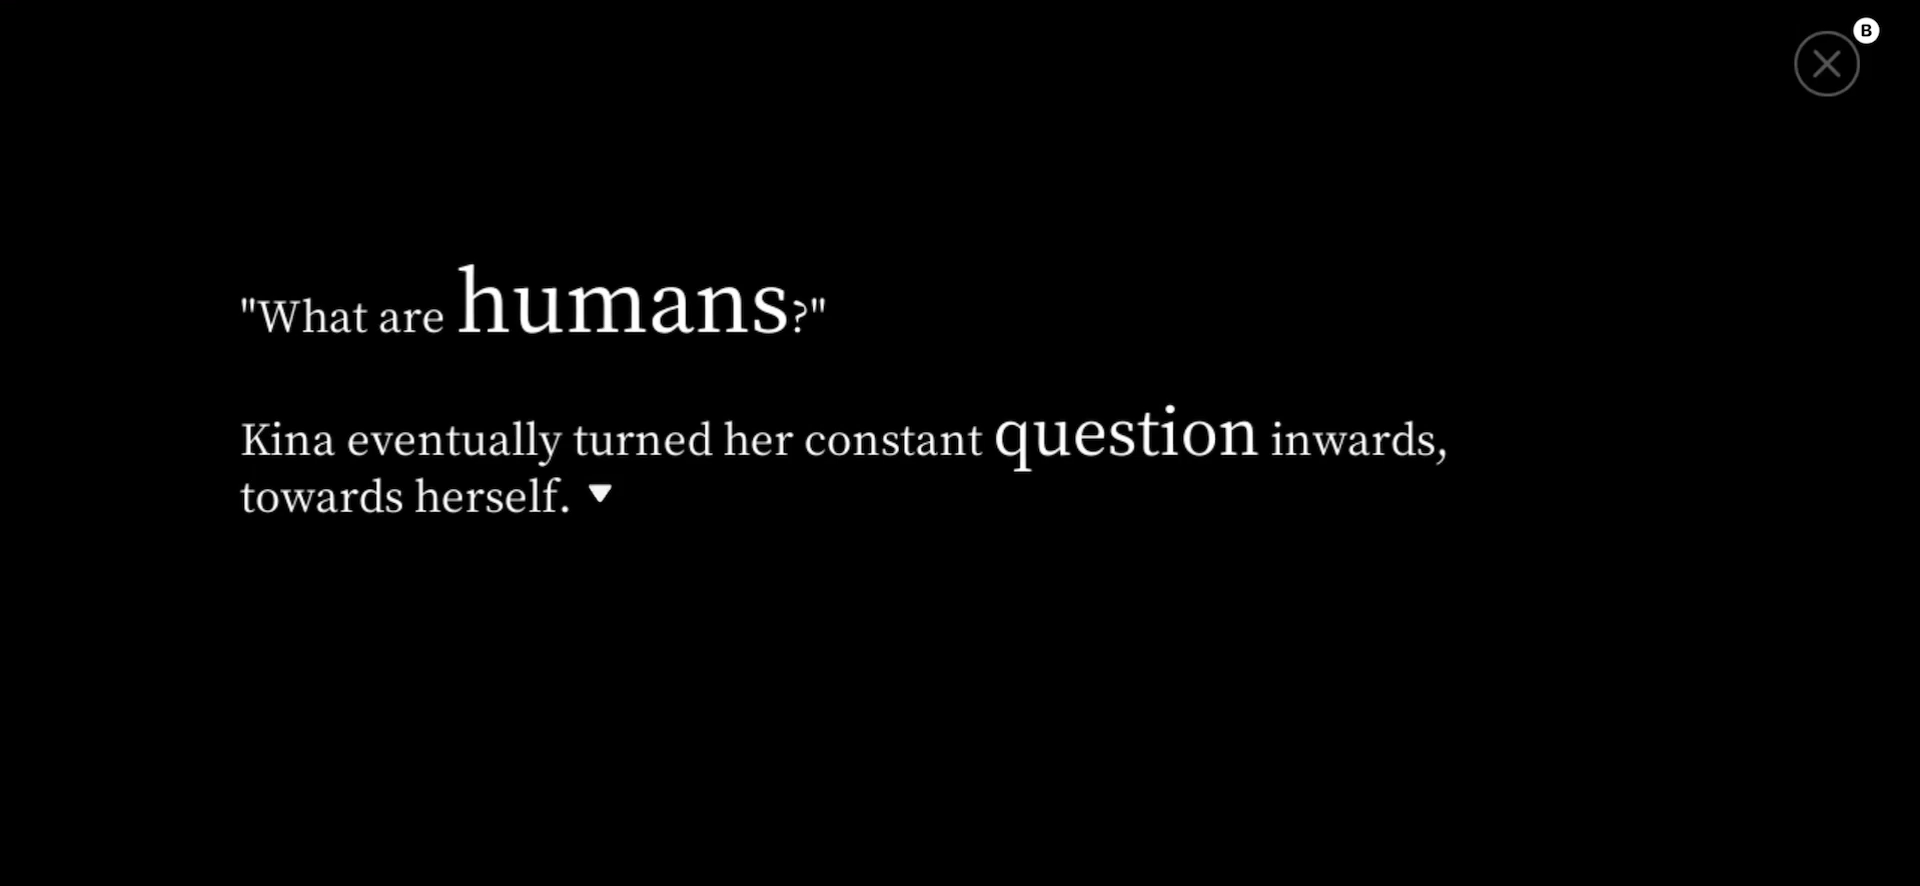 B
"What are humans?"
Kina eventually turned her constant question inwards,
towards herself.